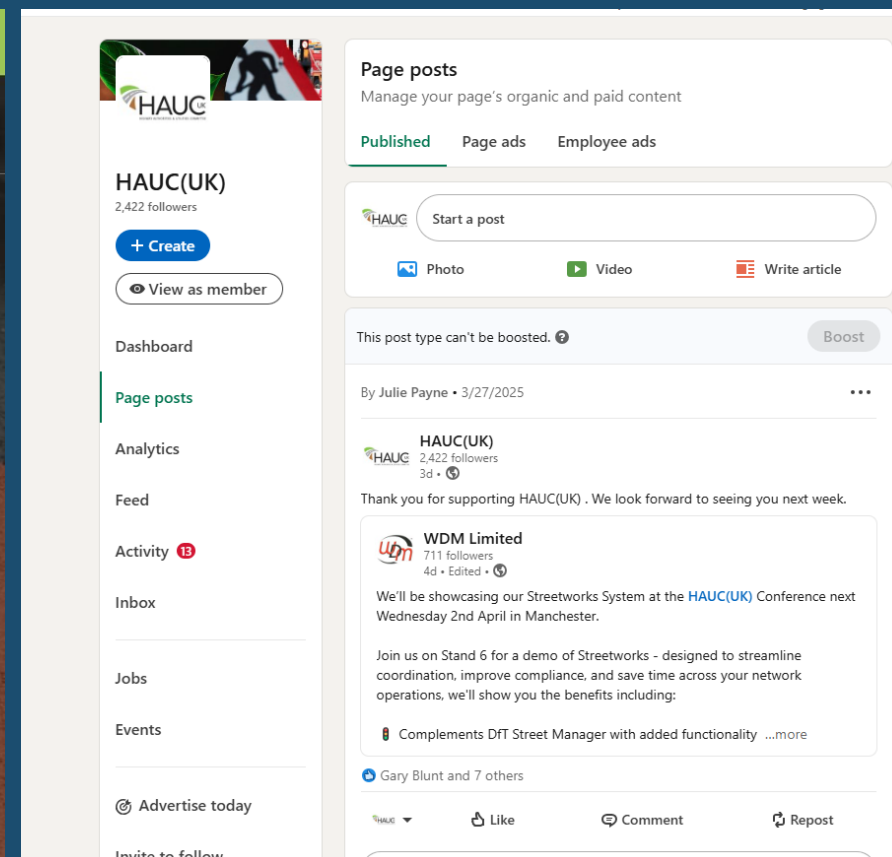 HAUC UK
HAUC(UK)
2,422 followers
+ Create
View as member
Dashboard
Page posts
Analytics
Feed
Activity 13
Inbox
Jobs
Events
Advertise today
Invite to follow
Page posts
Manage your page's organic and paid content
Published Page ads Employee ads
HAUC
Start a post
Photo Video Write article
This post type can't be boosted. Boost
By Julie Payne • 3/27/2025
HAUC
HAUC(UK)
2,422 followers
3d •
Thank you for supporting HAUC(UK) . We look forward to seeing you next week.
WDM
WDM Limited
711 followers
4d • Edited •
We'll be showcasing our Streetworks System at the HAUC(UK) Conference next
Wednesday 2nd April in Manchester.
Join us on Stand 6 for a demo of Streetworks - designed to streamline
coordination, improve compliance, and save time across your network
operations, we'll show you the benefits including:
🚦 Complements DfT Street Manager with added functionality ...more
Gary Blunt and 7 others
HAUC
Like Comment Repost